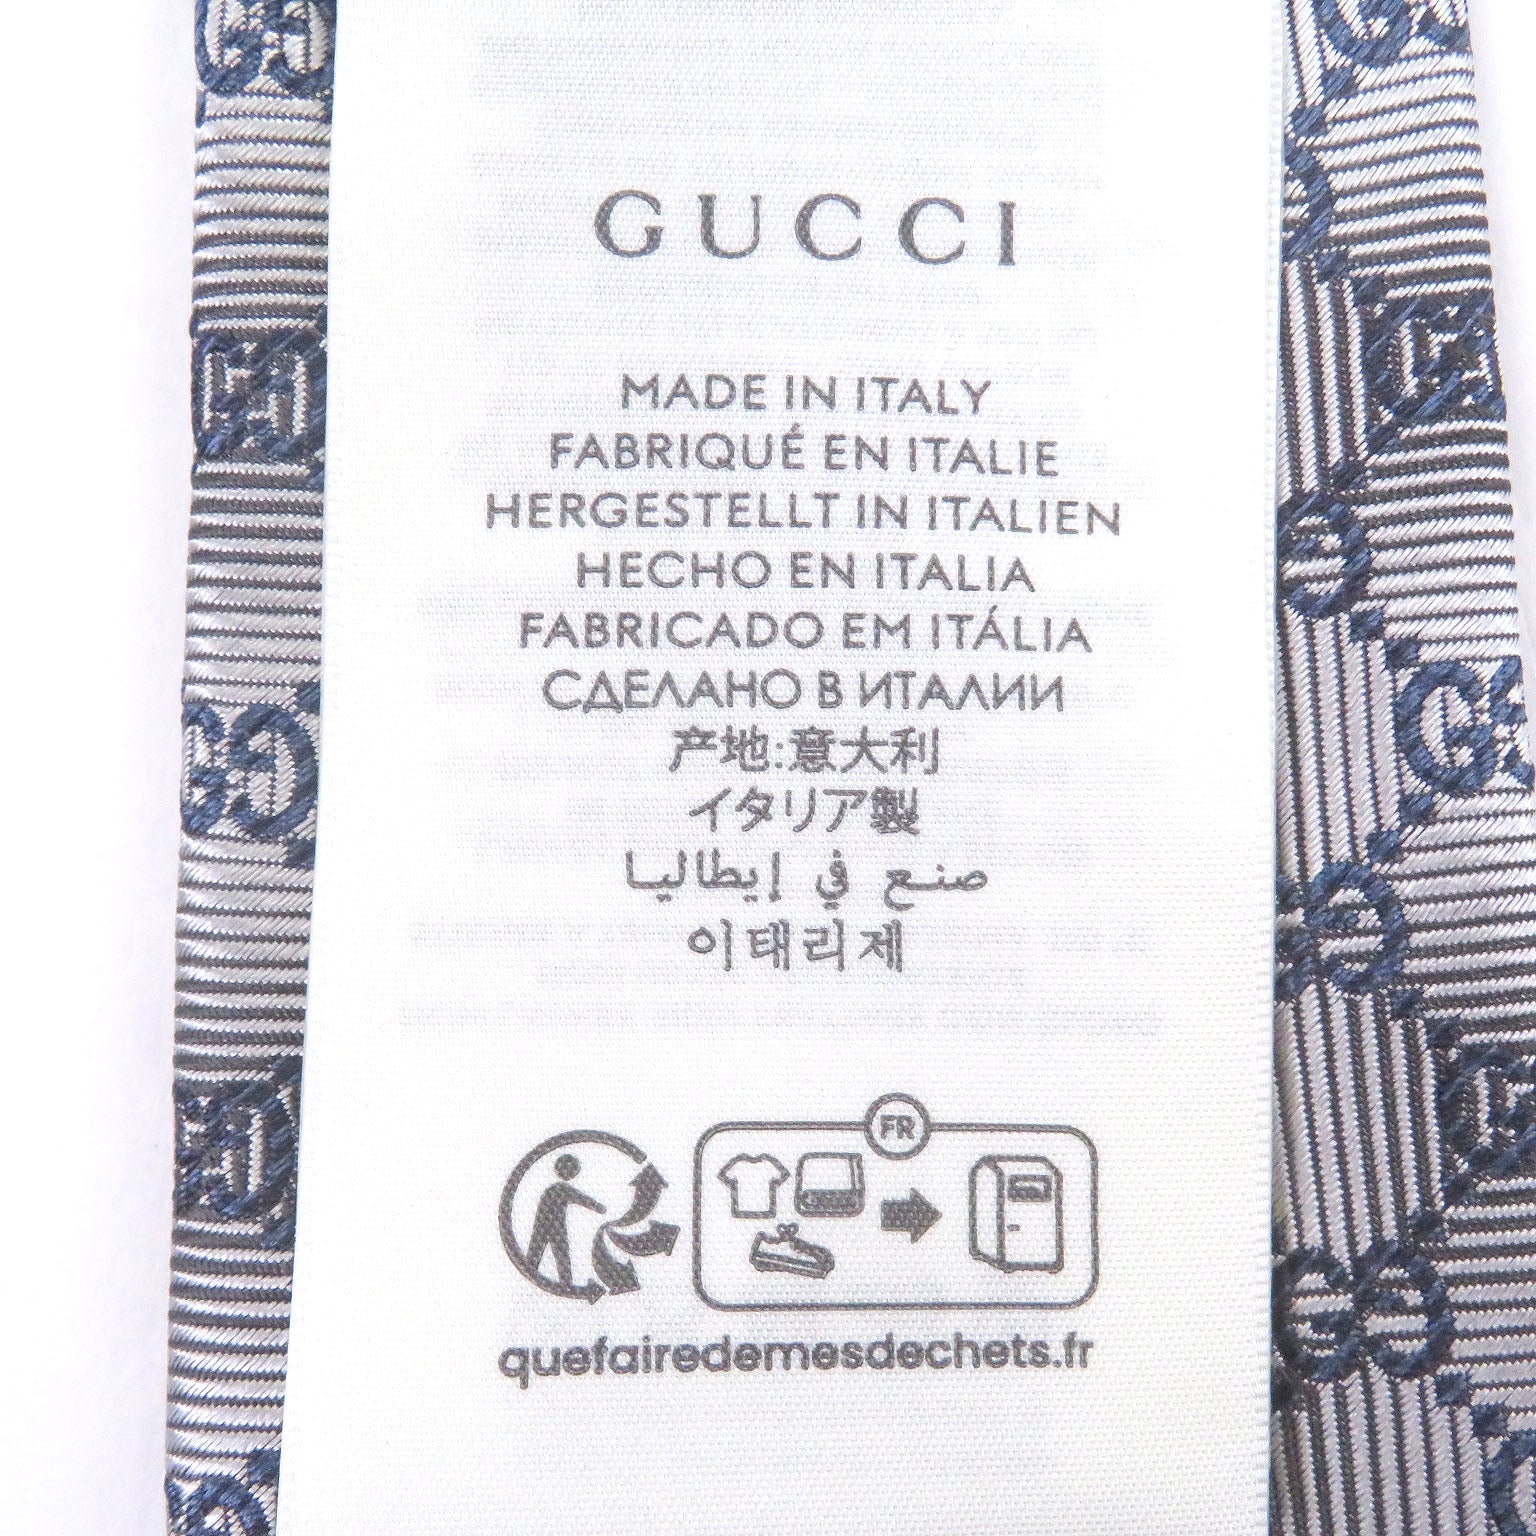 GUCCI
MADE IN ITALY
FABRIQUÉ EN ITALIE
HERGESTELLT IN ITALIEN
HECHO EN ITALIA
FABRICADO EM ITÁLIA
СДЕЛАНО В ИТАЛИИ
产地:意大利
イタリア製
صنع في إيطاليا
이태리제
FR
quefairedemesdechets.fr